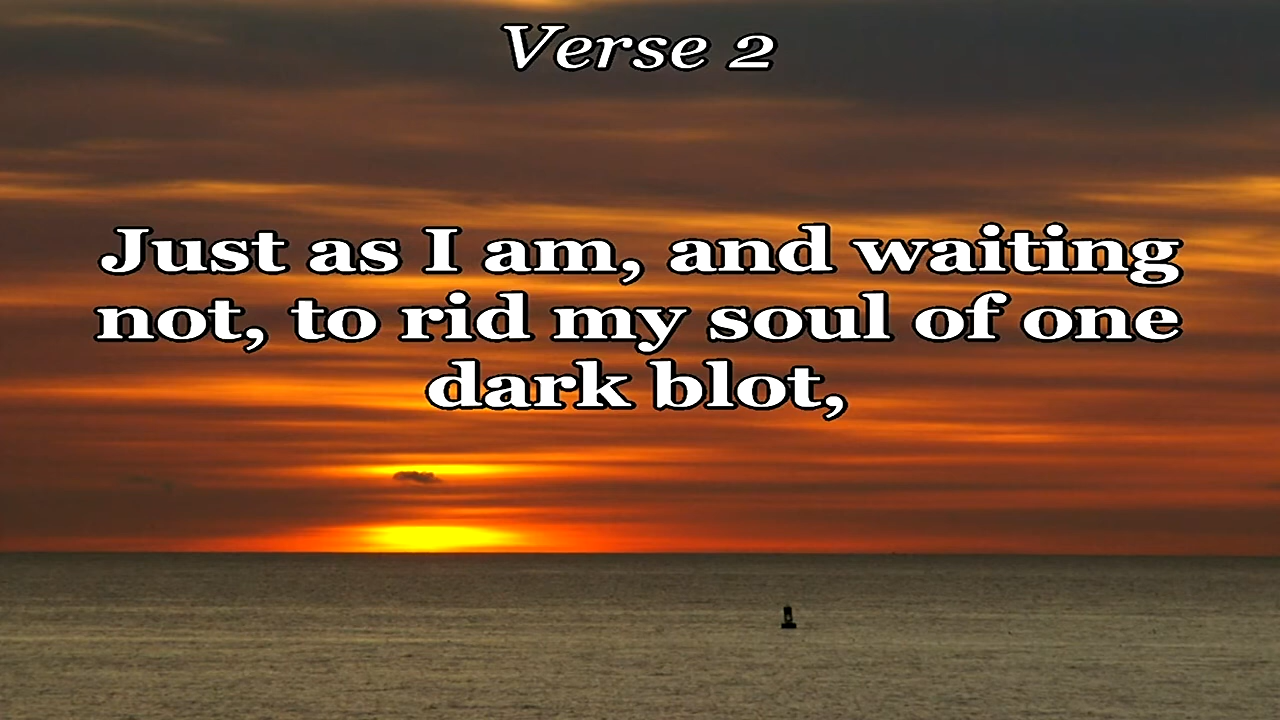 Verse 2
Just as I am, and waiting
not, to rid my soul of one
dark blot,